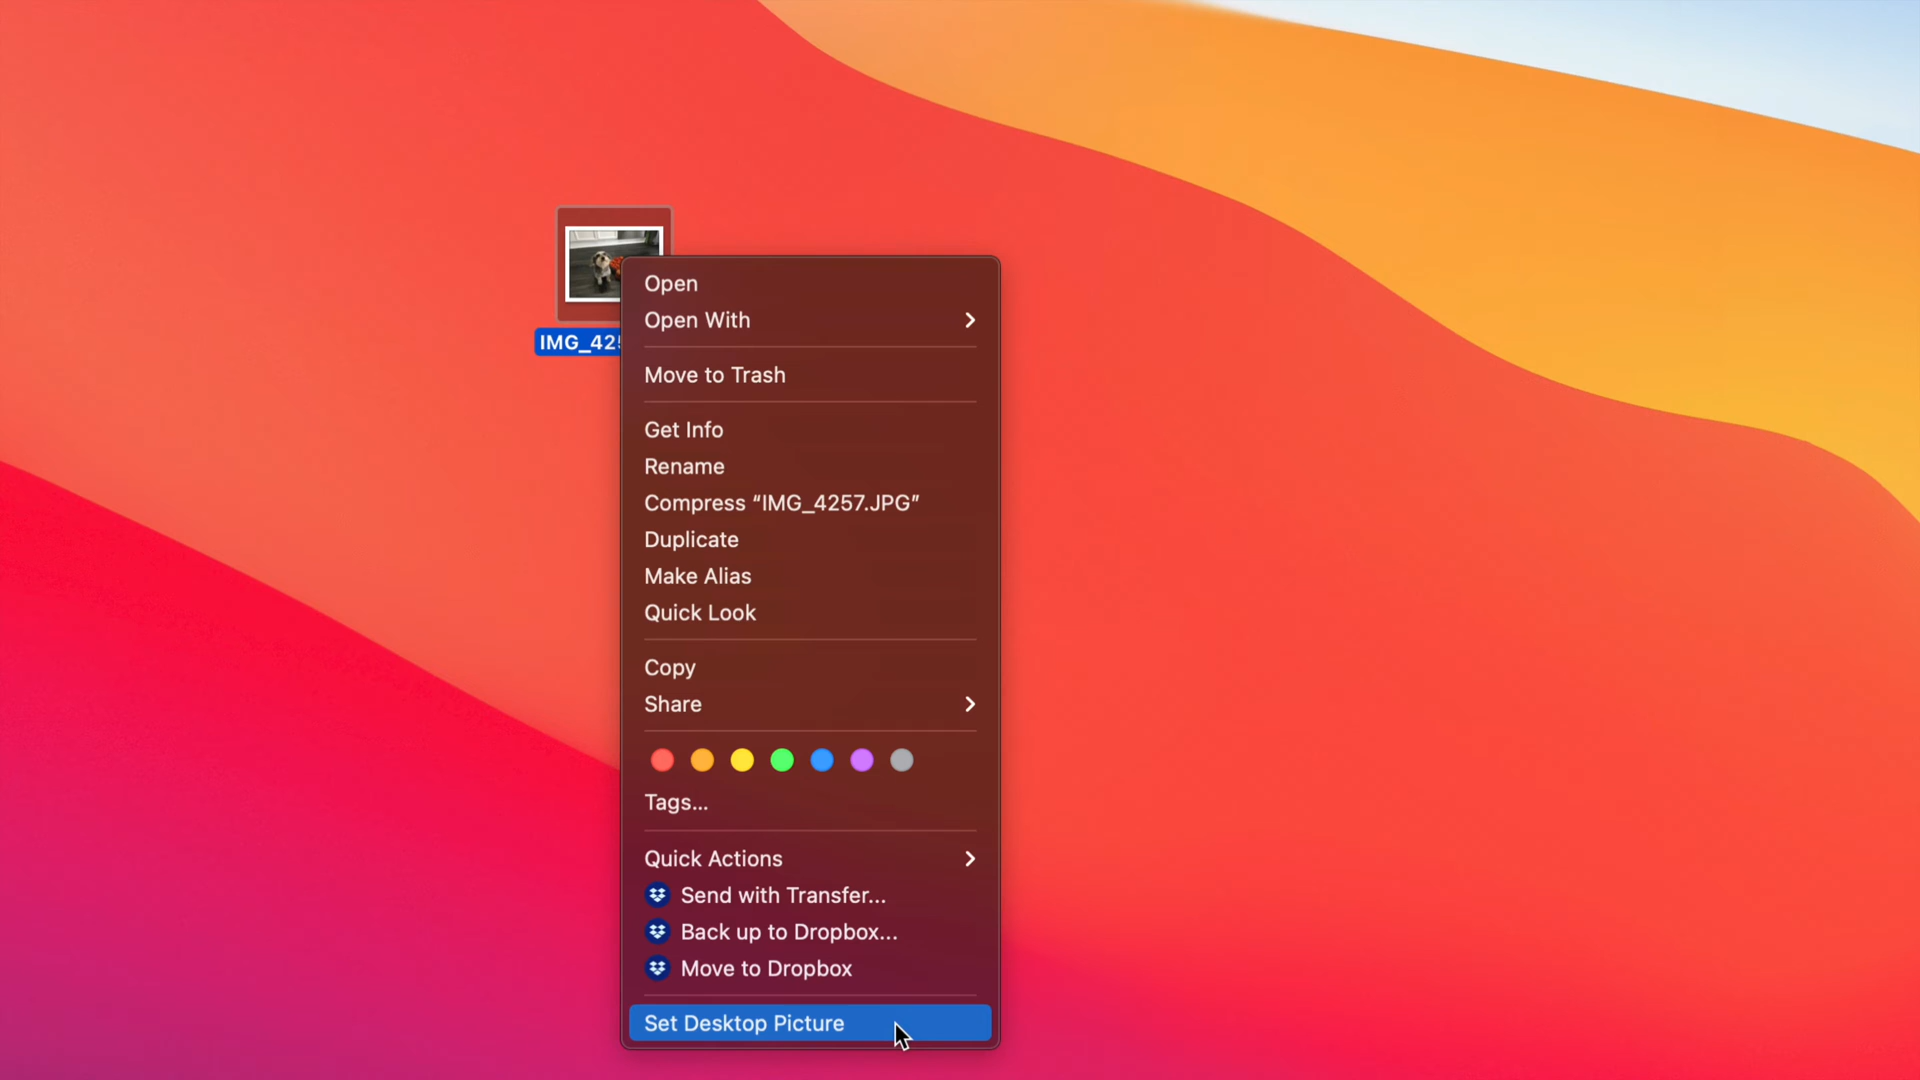 IMG_425
Open
Open With
Move to Trash
Get Info
Rename
Compress “IMG_4257.JPG”
Duplicate
Make Alias
Quick Look
Copy
Share
Tags...
Quick Actions
Send with Transfer...
Back up to Dropbox...
Move to Dropbox
Set Desktop Picture